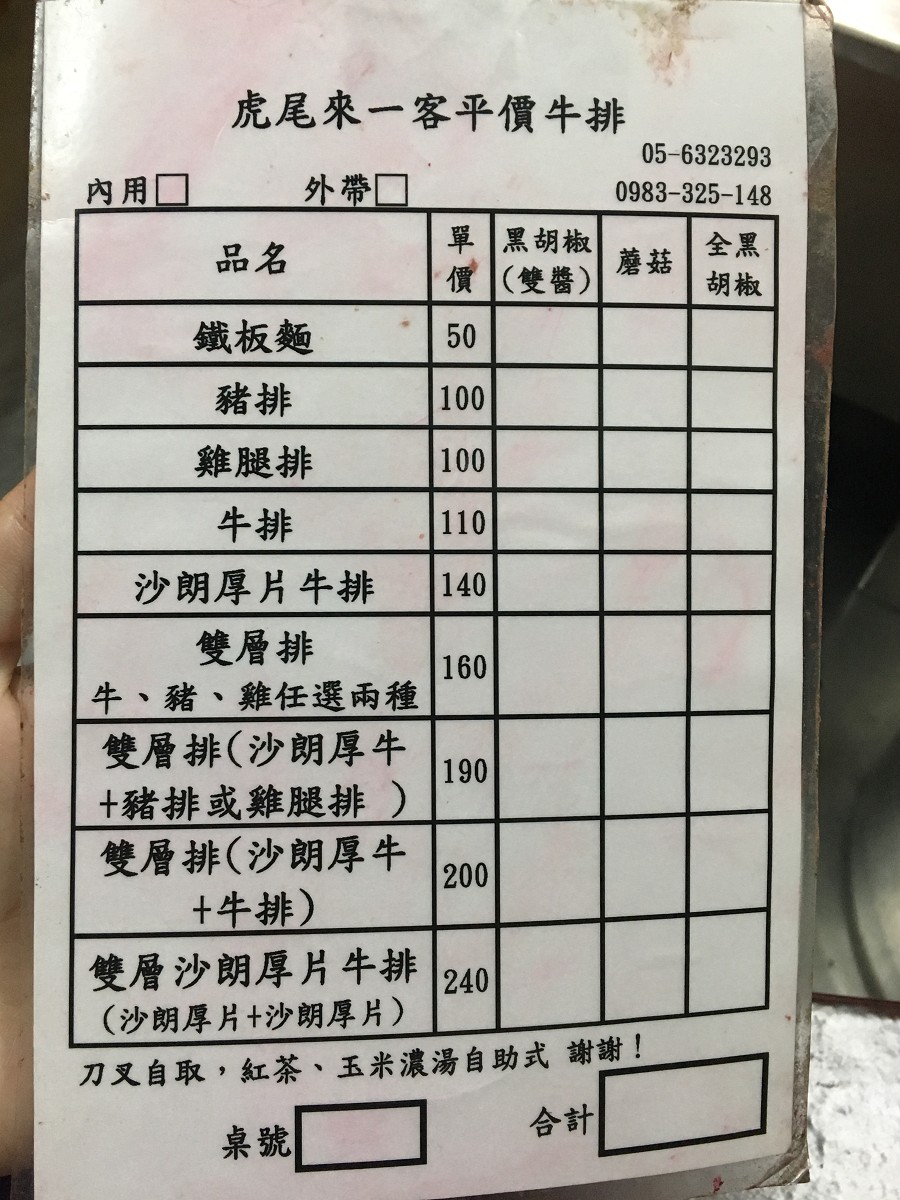 虎尾來一客平價牛排
05-6323293
內用□ 外帶□ 0983-325-148
品名 單價 黑胡椒(雙醬) 蘑菇 全黑胡椒
鐵板麵 50
豬排 100
雞腿排 100
牛排 110
沙朗厚片牛排 140
雙層排
牛、豬、雞任選兩種 160
雙層排(沙朗厚牛
+豬排或雞腿排 ) 190
雙層排(沙朗厚牛
+牛排) 200
雙層沙朗厚片牛排
(沙朗厚片+沙朗厚片) 240
刀叉自取，紅茶、玉米濃湯自助式 謝謝！
桌號 合計